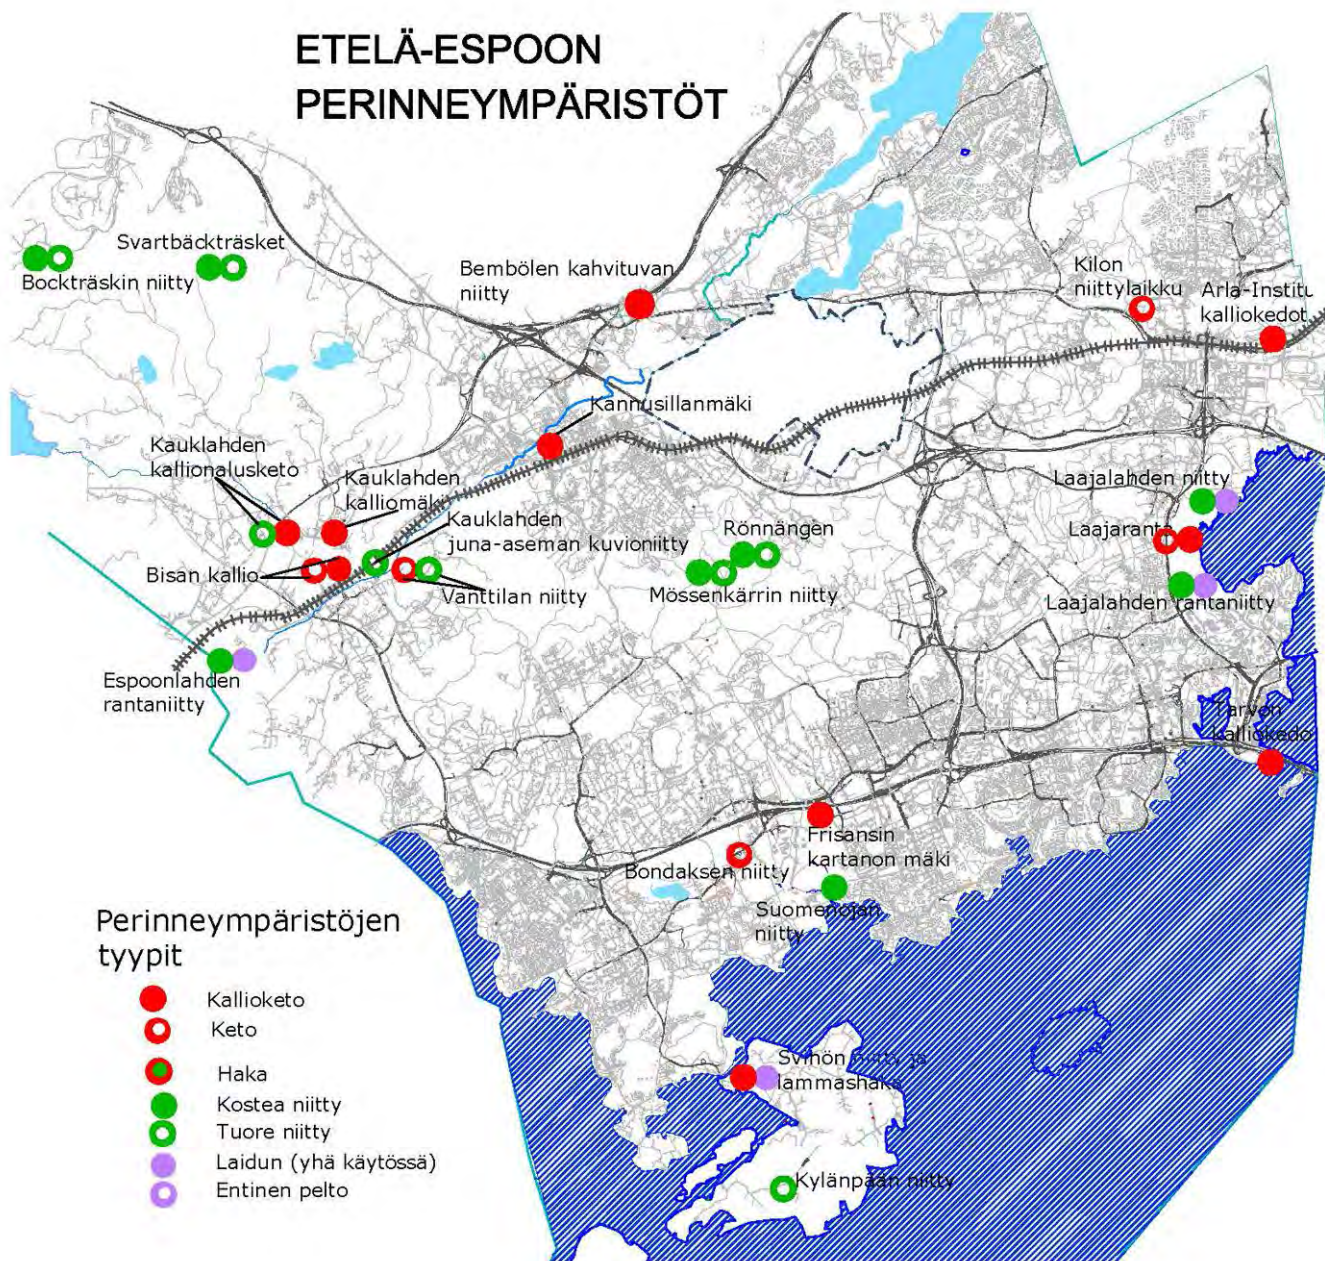 ETELÄ-ESPOON
PERINNEYMPÄRISTÖT
Svartbäckträsket
Bockträskin niitty
Bembölen kahvituvan
niitty
Kilon
niittylaikku
Arla-Institu
kalliokedot
Kannusillanmäki
Kauklahden
kallionalusketo
Kauklahden
kalliomäki
Kauklahden
juna-aseman kuvioniitty
Bisan kallio
Vanttilan niitty
Rönnängen
Mössenkärrin niitty
Laajalahden niitty
Laajaranta
Laajalahden rantaniitty
Espoonlahden
rantaniitty
Tarvon
kalliokedo
Frisansin
kartanon mäki
Bondaksen niitty
Suomenojan
niitty
Svinön niitty ja
lammashaka
Kylänpään niitty
Perinneympäristöjen
tyypit
Kallioketo
Keto
Haka
Kostea niitty
Tuore niitty
Laidun (yhä käytössä)
Entinen pelto